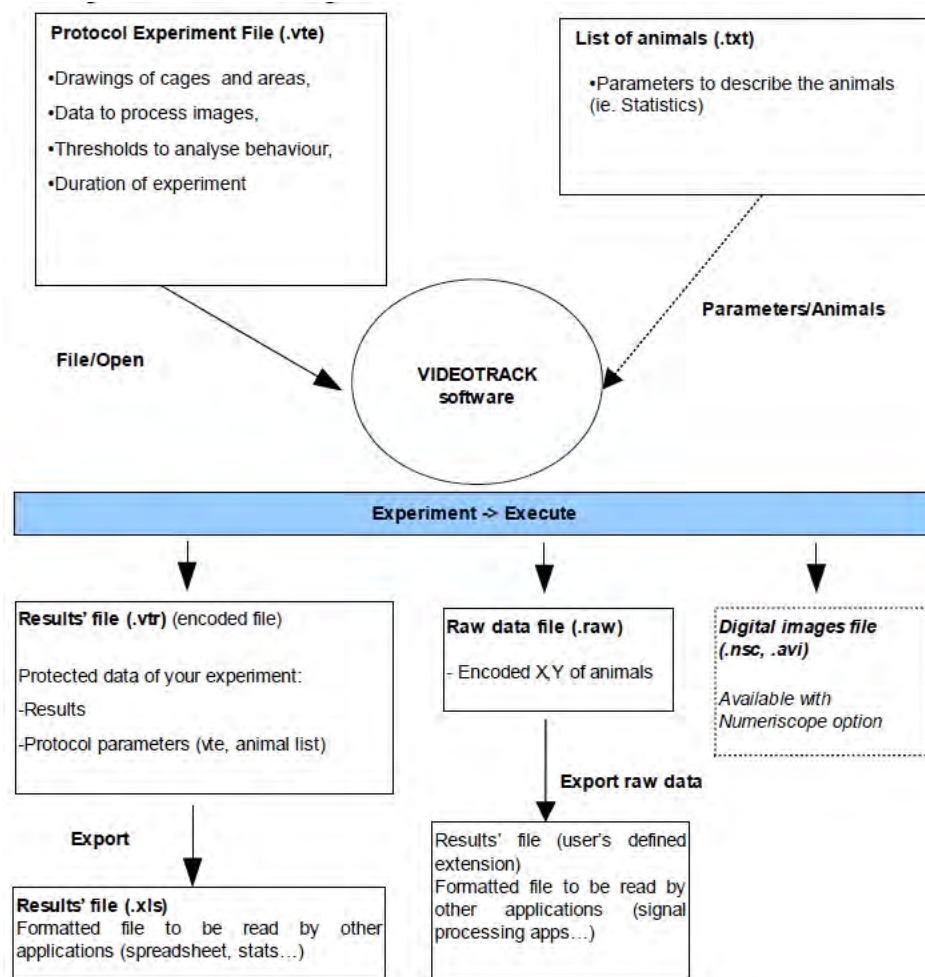 Protocol Experiment File (.vte)
•Drawings of cages and areas,
•Data to process images,
•Thresholds to analyse behaviour,
•Duration of experiment
List of animals (.txt)
•Parameters to describe the animals
(ie. Statistics)
File/Open
VIDEOTRACK
software
Parameters/Animals
Experiment -> Execute
Results' file (.vtr) (encoded file)
Protected data of your experiment:
-Results
-Protocol parameters (vte, animal list)
Raw data file (.raw)
- Encoded X,Y of animals
Digital images file
(.nsc, .avi)
Available with
Numeriscope option
Export
Export raw data
Results' file (.xls)
Formatted file to be read by other
applications (spreadsheet, stats…)
Results' file (user's defined
extension)
Formatted file to be read by
other applications (signal
processing apps…)